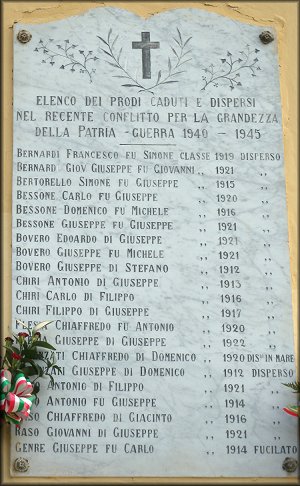 ELENCO DEI PRODI CADUTI E DISPERSI
NEL RECENTE CONFLITTO PER LA GRANDEZZA
DELLA PATRIA - GUERRA 1940 - 1945
BERNARDI FRANCESCO FU SIMONE CLASSE 1919 DISPERSO
BERNARDI GIOV. GIUSEPPE FU GIOVANNI ,, 1921 ,,
BERTORELLO SIMONE FU GIUSEPPE ,, 1915 ,,
BESSONE CARLO FU GIUSEPPE ,, 1920 ,,
BESSONE DOMENICO FU MICHELE ,, 1916 ,,
BESSONE GIUSEPPE FU GIUSEPPE ,, 1921 ,,
BOVERO EDOARDO DI GIUSEPPE ,, 1921 ,,
BOVERO GIUSEPPE FU MICHELE ,, 1921 ,,
BOVERO GIUSEPPE DI STEFANO ,, 1912 ,,
CHIRI ANTONIO DI GIUSEPPE ,, 1913 ,,
CHIRI CARLO DI FILIPPO ,, 1916 ,,
CHIRI FILIPPO DI GIUSEPPE ,, 1917 ,,
CHIAFFREDO FU ANTONIO ,, 1920 ,,
GIUSEPPE DI GIUSEPPE ,, 1922 ,,
CHIAFFREDO DI DOMENICO ,, 1920 DIS. IN MARE
GIUSEPPE DI DOMENICO ,, 1912 DISPERSO
ANTONIO DI FILIPPO ,, 1921 ,,
ANTONIO FU GIUSEPPE ,, 1914 ,,
CHIAFFREDO DI GIACINTO ,, 1916 ,,
RASO GIOVANNI DI GIUSEPPE ,, 1921 ,,
GENRE GIUSEPPE FU CARLO ,, 1914 FUCILATO